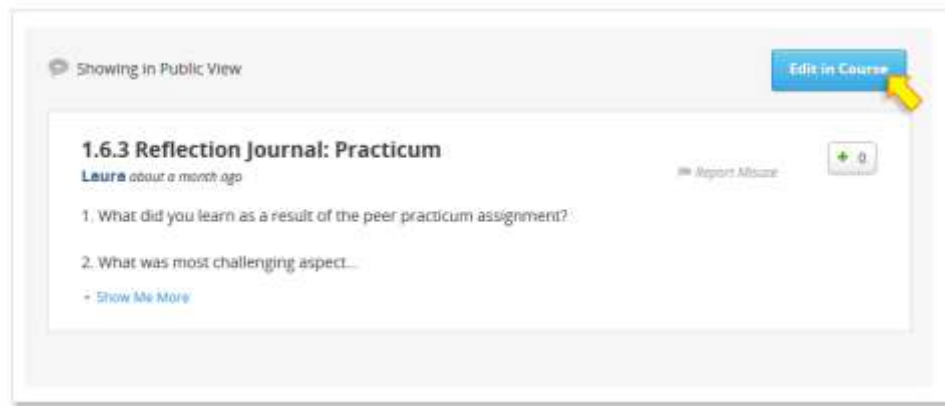 Showing in Public View
Edit in Course
1.6.3 Reflection Journal: Practicum
Laura about a month ago
Report Misuse
+ 0
1. What did you learn as a result of the peer practicum assignment?
2. What was most challenging aspect...
+ Show Me More